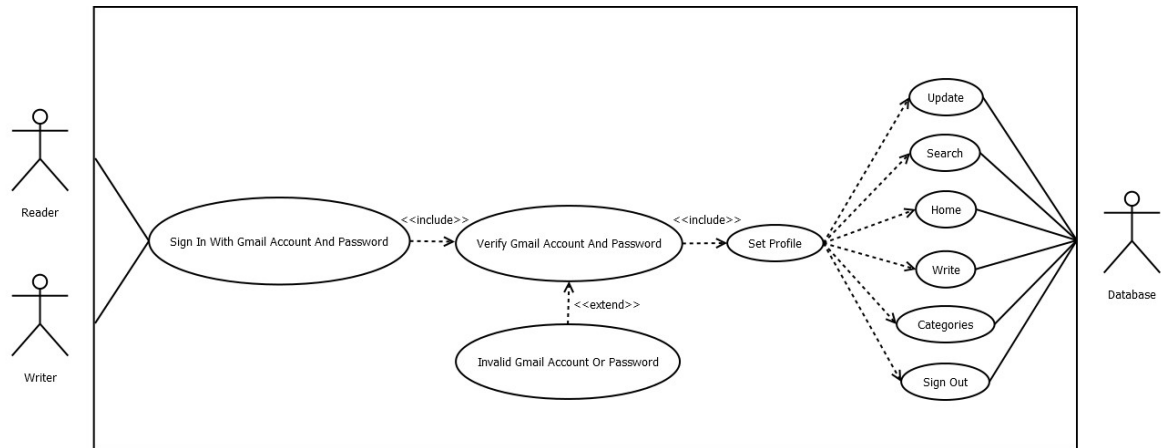 Reader
Writer
Sign In With Gmail Account And Password
<<include>>
Verify Gmail Account And Password
<<extend>>
Invalid Gmail Account Or Password
<<include>>
Set Profile
Update
Search
Home
Write
Categories
Sign Out
Database